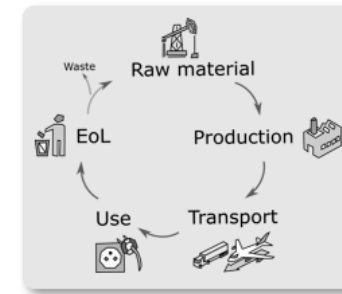 Waste
Raw material
EoL
Production
Use
Transport